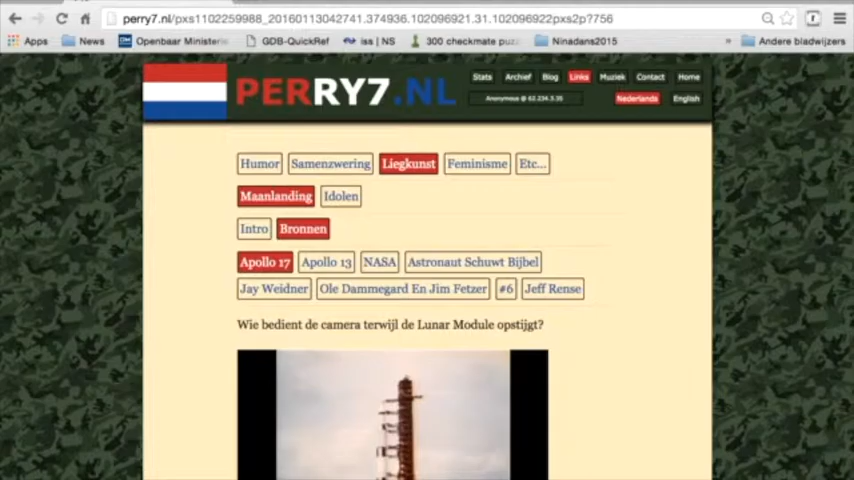 perry7.nl/pxs1102259988_20160113042741.374936.102096921.31.102096922pxs2p?756
Apps News Openbaar Ministerie GDB-QuickRef iss | NS 300 checkmate puz Ninadans2015 » Andere bladwijzers
PERRY7.NL
Stats Archief Blog Links Muziek Contact Home
Anonymous @ 62.234.3.35 Nederlands English
Humor Samenzwering Liegkunst Feminisme Etc...
Maanlanding Idolen
Intro Bronnen
Apollo 17 Apollo 13 NASA Astronaut Schuwt Bijbel
Jay Weidner Ole Dammegard En Jim Fetzer #6 Jeff Rense
Wie bedient de camera terwijl de Lunar Module opstijgt?